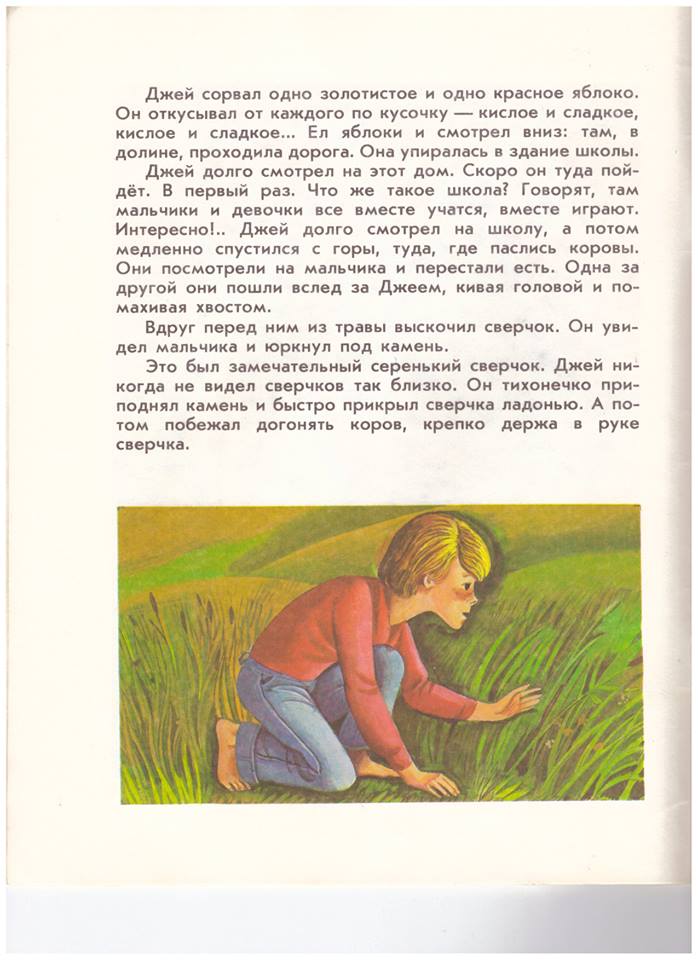 Джей сорвал одно золотистое и одно красное яблоко.
Он откусывал от каждого по кусочку — кислое и сладкое,
кислое и сладкое... Ел яблоки и смотрел вниз: там, в
долине, проходила дорога. Она упиралась в здание школы.
Джей долго смотрел на этот дом. Скоро он туда пой-
дёт. В первый раз. Что же такое школа? Говорят, там
мальчики и девочки все вместе учатся, вместе играют.
Интересно!.. Джей долго смотрел на школу, а потом
медленно спустился с горы, туда, где паслись коровы.
Они посмотрели на мальчика и перестали есть. Одна за
другой они пошли вслед за Джеем, кивая головой и по-
махивая хвостом.
Вдруг перед ним из травы выскочил сверчок. Он уви-
дел мальчика и юркнул под камень.
Это был замечательный серенький сверчок. Джей ни-
когда не видел сверчков так близко. Он тихонечко при-
поднял камень и быстро прикрыл сверчка ладонью. А по-
том побежал догонять коров, крепко держа в руке
сверчка.